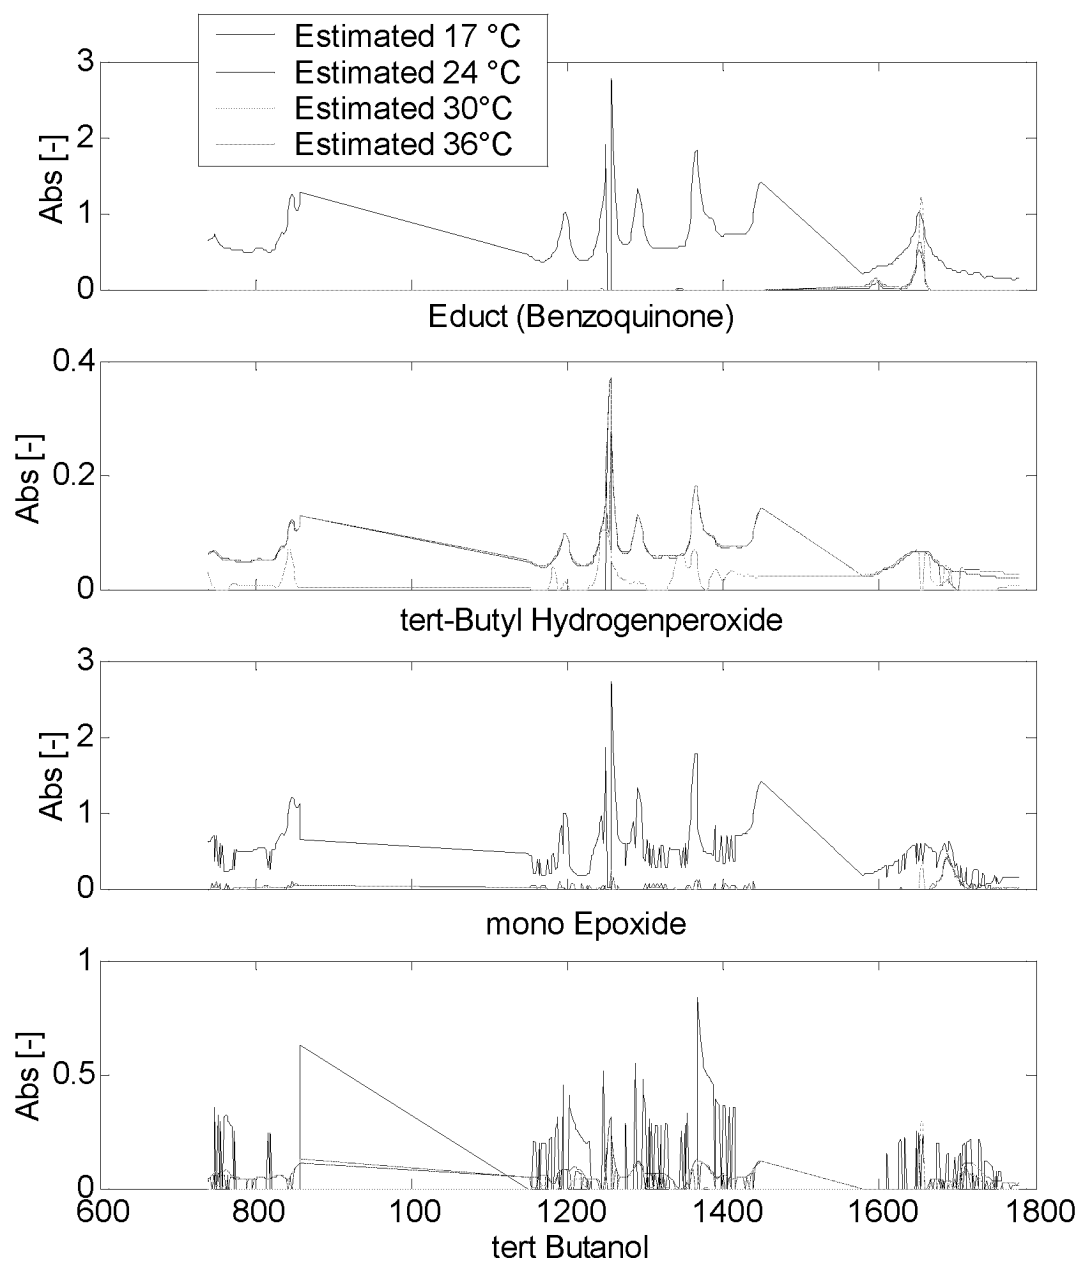 Estimated 17 °C
Estimated 24 °C
Estimated 30°C
Estimated 36°C
3
2
1
0
Abs [-]
Educt (Benzoquinone)
0.4
0.2
0
Abs [-]
tert-Butyl Hydrogenperoxide
3
2
1
0
Abs [-]
mono Epoxide
1
0.5
0
Abs [-]
600 800 100 1200 1400 1600 1800
tert Butanol